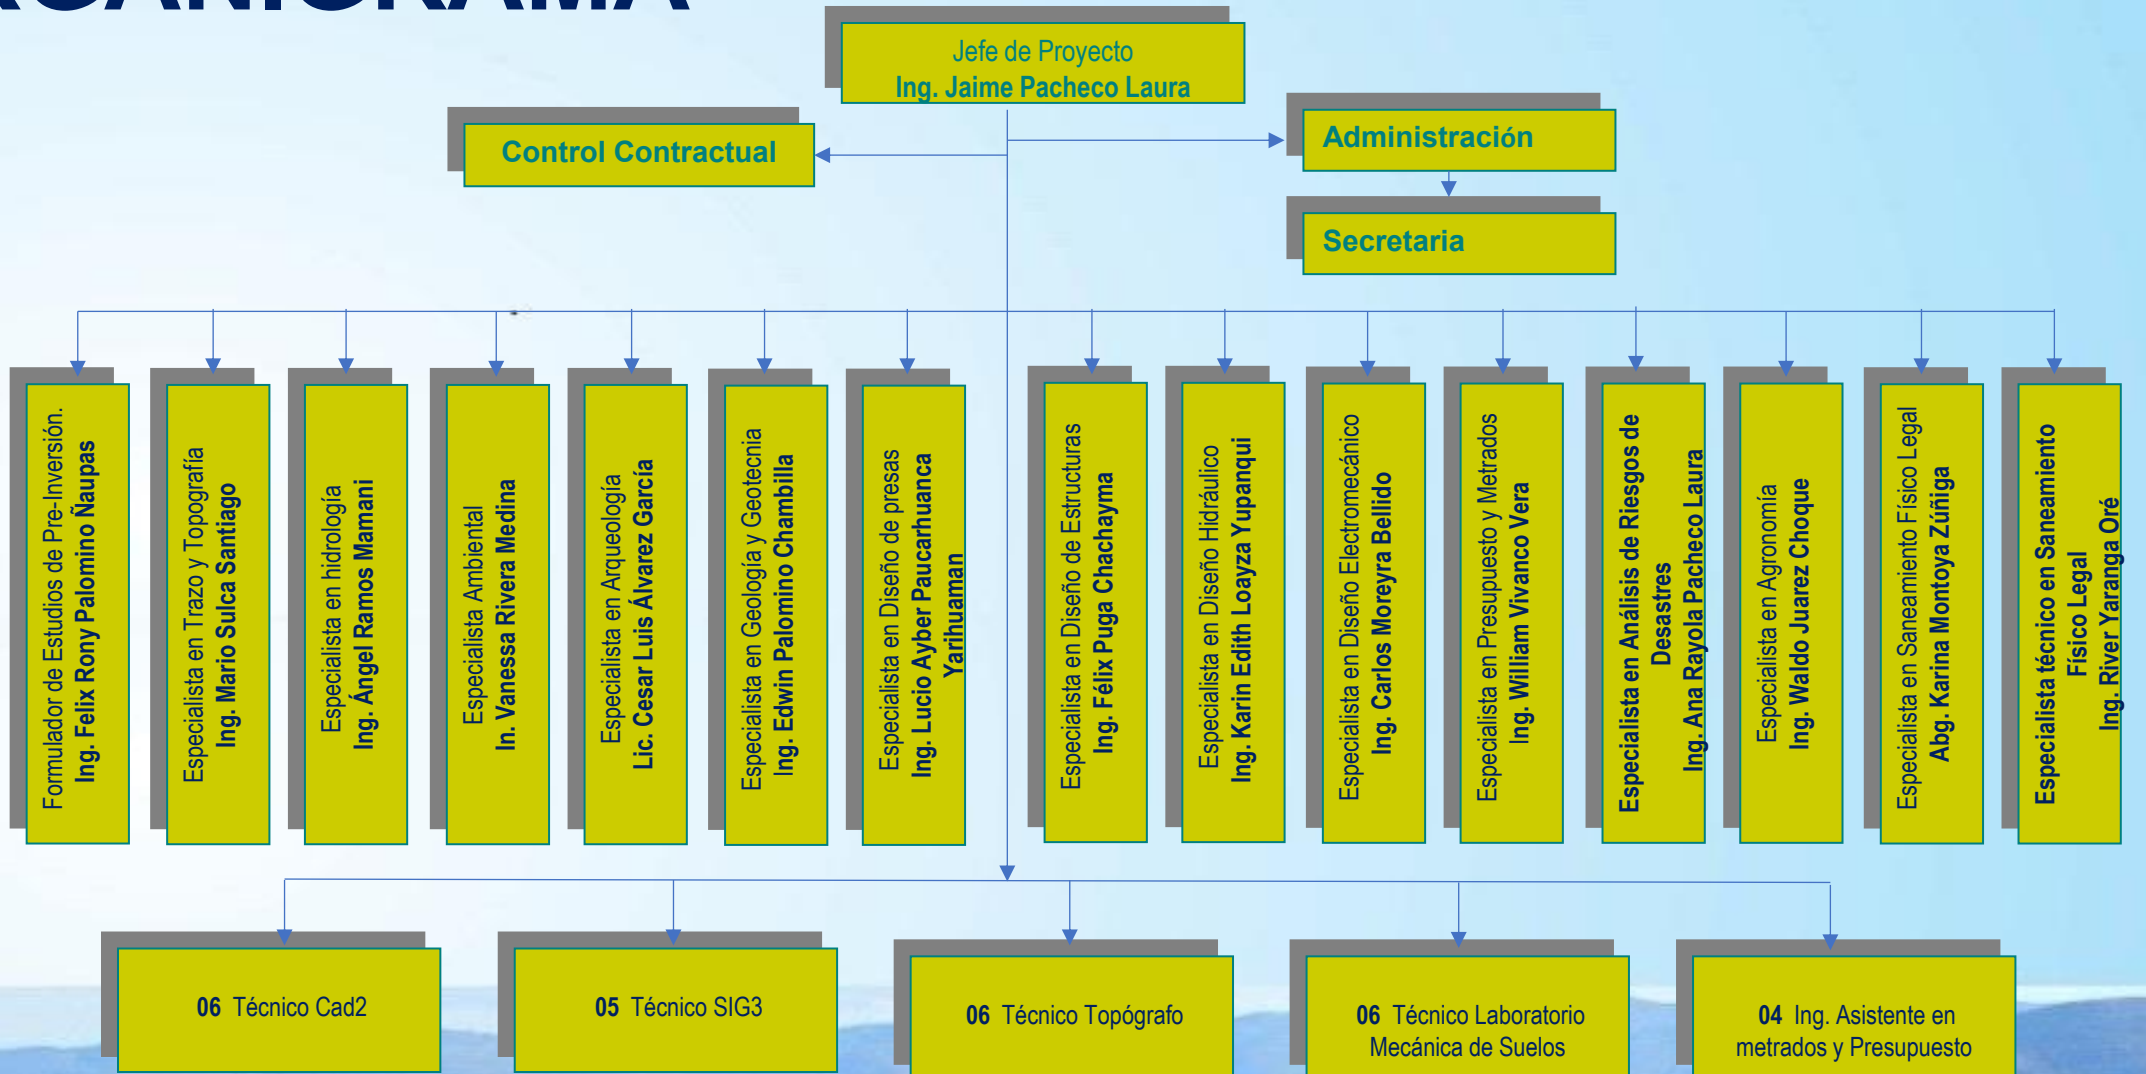 ORGANIGRAMA
Jefe de Proyecto
Ing. Jaime Pacheco Laura
Control Contractual
Administración
Secretaria
Formulador de Estudios de Pre-Inversión.
Ing. Felix Rony Palomino Ñaupas
Especialista en Trazo y Topografía
Ing. Mario Sulca Santiago
Especialista en hidrología
Ing. Ángel Ramos Mamani
Especialista Ambiental
In. Vanessa Rivera Medina
Especialista en Arqueología
Lic. Cesar Luis Álvarez García
Especialista en Geología y Geotecnia
Ing. Edwin Palomino Chambilla
Especialista en Diseño de presas
Ing. Lucio Ayber Paucarhuanca
Yarihuaman
Especialista en Diseño de Estructuras
Ing. Félix Puga Chachayma
Especialista en Diseño Hidráulico
Ing. Karin Edith Loayza Yupanqui
Especialista en Diseño Electromecánico
Ing. Carlos Moreyra Bellido
Especialista en Presupuesto y Metrados
Ing. William Vivanco Vera
Especialista en Análisis de Riesgos de
Desastres
Ing. Ana Rayola Pacheco Laura
Especialista en Agronomía
Ing. Waldo Juarez Choque
Especialista en Saneamiento Físico Legal
Abg. Karina Montoya Zúñiga
Especialista técnico en Saneamiento
Físico Legal
Ing. River Yaranga Oré
06 Técnico Cad2
05 Técnico SIG3
06 Técnico Topógrafo
06 Técnico Laboratorio
Mecánica de Suelos
04 Ing. Asistente en
metrados y Presupuesto